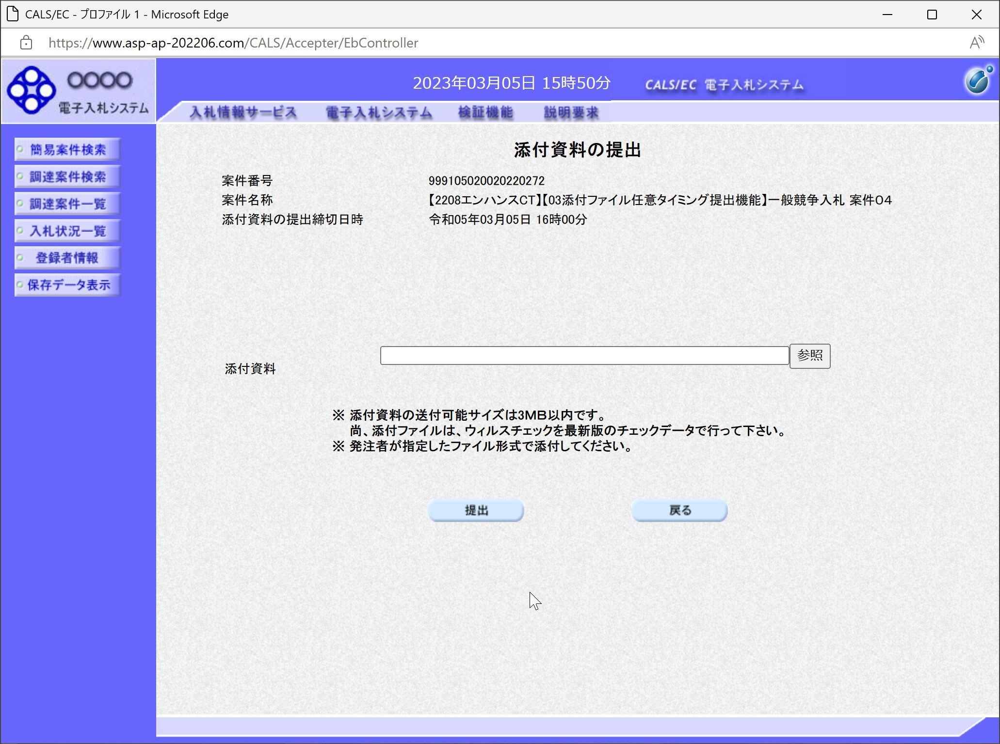 CALS/EC - プロファイル 1 - Microsoft Edge
https://www.asp-ap-202206.com/CALS/Accepter/EbController
○○○○
電子入札システム
2023年03月05日 15時50分
CALS/EC 電子入札システム
入札情報サービス 電子入札システム 検証機能 説明要求
簡易案件検索
調達案件検索
調達案件一覧
入札状況一覧
登録者情報
保存データ表示
添付資料の提出
案件番号 999105020020220272
案件名称 【2208エンハンスCT】【03添付ファイル任意タイミング提出機能】一般競争入札 案件04
添付資料の提出締切日時 令和05年03月05日 16時00分
参照
添付資料
※ 添付資料の送付可能サイズは3MB以内です。
尚、添付ファイルは、ウィルスチェックを最新版のチェックデータで行って下さい。
※ 発注者が指定したファイル形式で添付してください。
提出 戻る